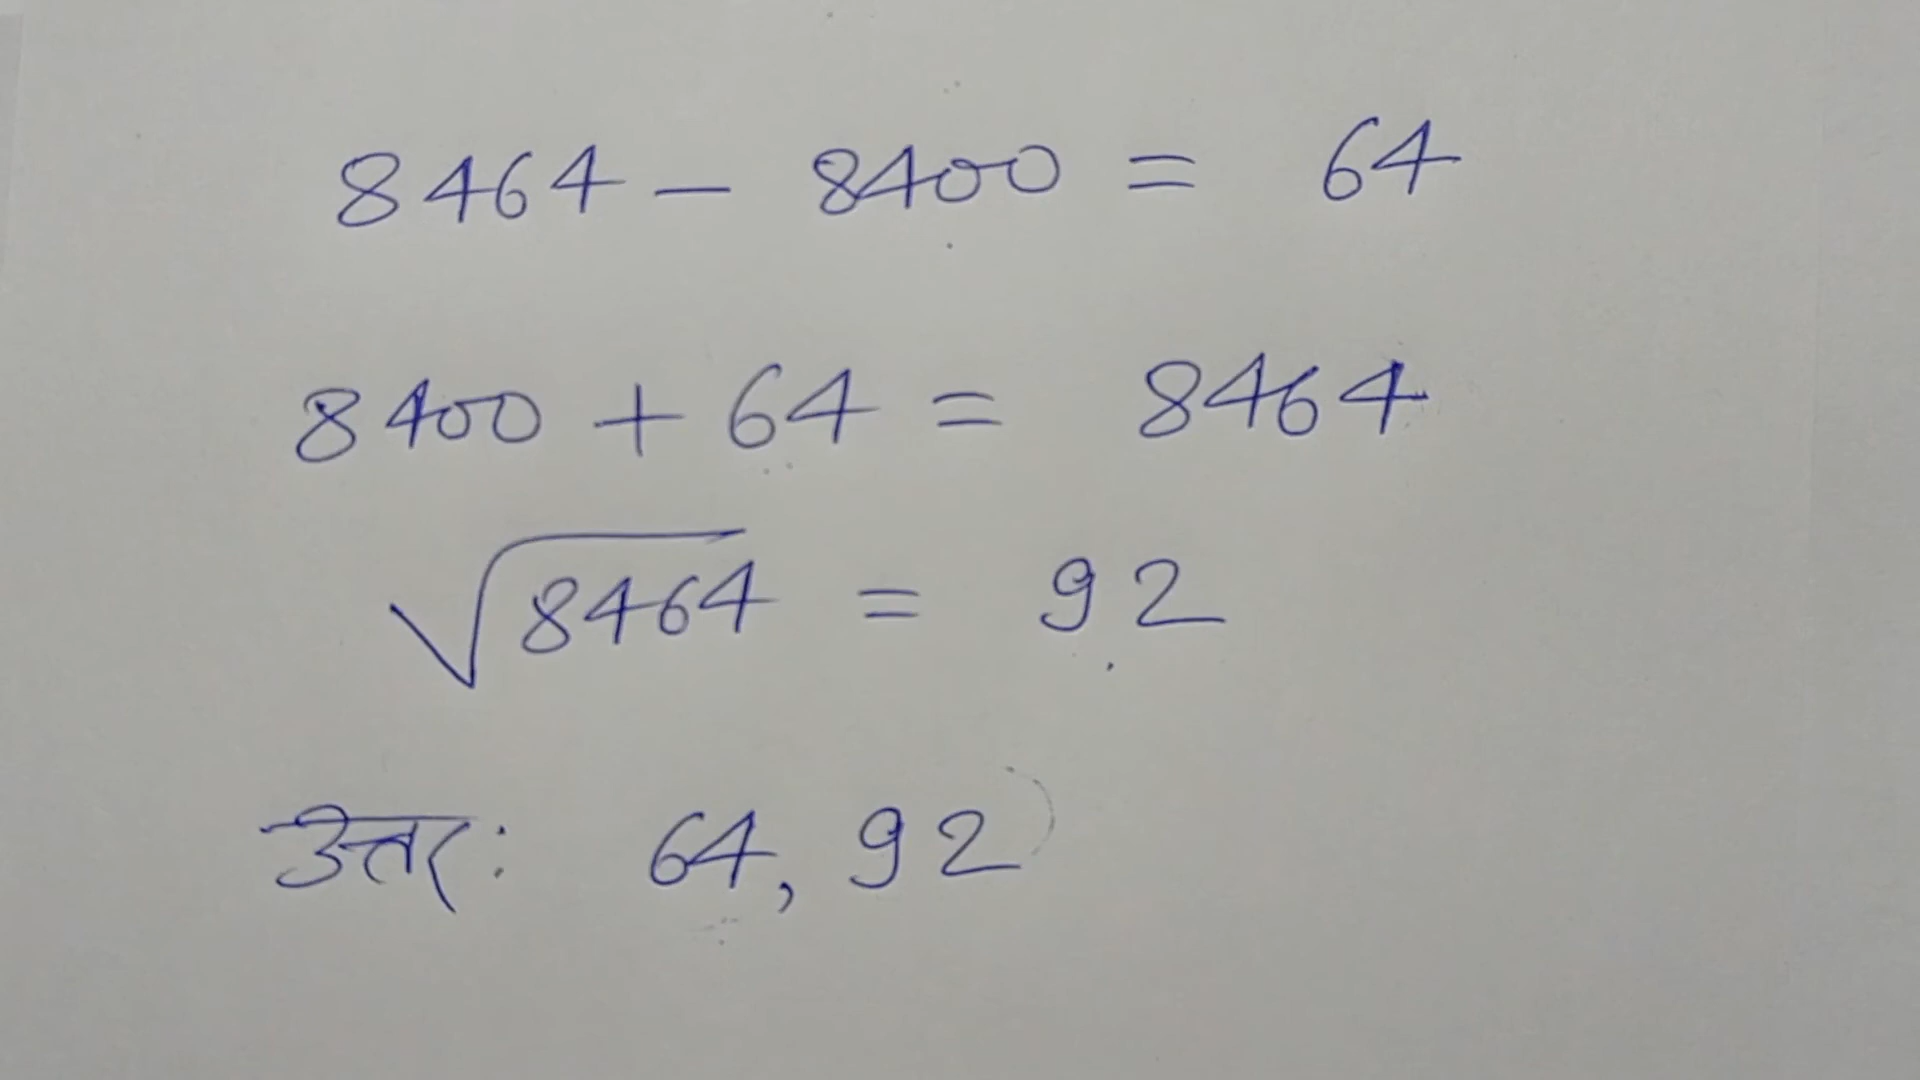 8464 - 8400 = 64
8400 + 64 = 8464
√8464 = 92
उत्तर: 64, 92